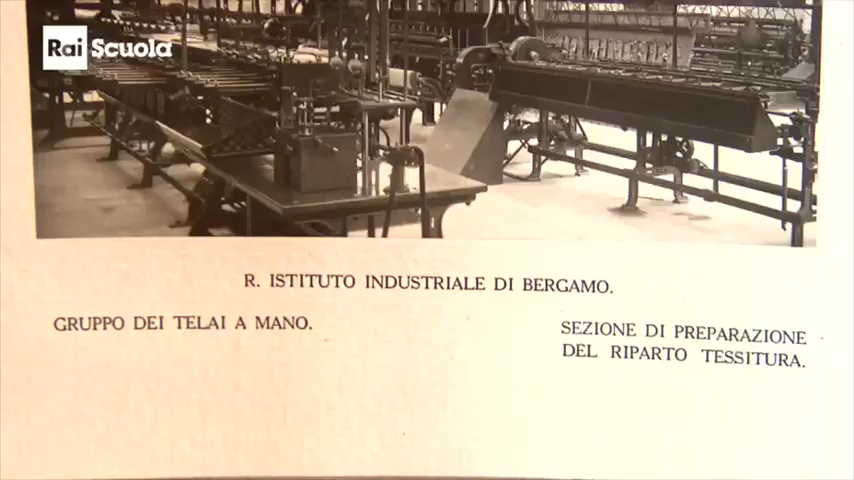 Rai Scuola
R. ISTITUTO INDUSTRIALE DI BERGAMO.
GRUPPO DEI TELAI A MANO.
SEZIONE DI PREPARAZIONE
DEL RIPARTO TESSITURA.